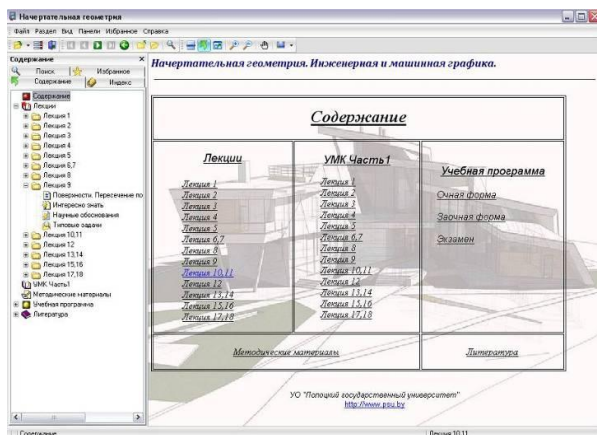 Начертательная геометрия
Файл Раздел Вид Панели Избранное Справка
Содержание
Поиск Избранное
Содержание Индекс
Содержание
Лекции
Лекция 1
Лекция 2
Лекция 3
Лекция 4
Лекция 5
Лекция 6,7
Лекция 8
Лекция 9
Поверхности. Пересечение по
Интересно знать
Научные обоснования
Типовые задачи
Лекция 10,11
Лекция 12
Лекция 13,14
Лекция 15,16
Лекция 17,18
УМК Часть1
Методические материалы
Учебная программа
Литература
Начертательная геометрия. Инженерная и машинная графика.
Содержание
Лекции
Лекция 1
Лекция 2
Лекция 3
Лекция 4
Лекция 5
Лекция 6,7
Лекция 8
Лекция 9
Лекция 10,11
Лекция 12
Лекция 13,14
Лекция 15,16
Лекция 17,18
УМК Часть1
Лекция 1
Лекция 2
Лекция 3
Лекция 4
Лекция 5
Лекция 6,7
Лекция 8
Лекция 9
Лекция 10,11
Лекция 12
Лекция 13,14
Лекция 15,16
Лекция 17,18
Учебная программа
Очная форма
Заочная форма
Экзамен
Методические материалы
Литература
УО "Полоцкий государственный университет"
http://www.psu.by
Содержание
Лекция 10,11